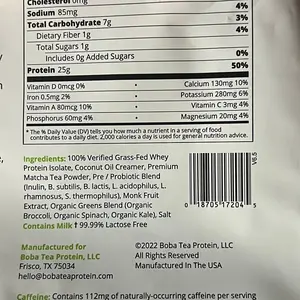 Cholesterol 0mg
Sodium 85mg 4%
Total Carbohydrate 7g 3%
Dietary Fiber 1g 4%
Total Sugars 1g
Includes 0g Added Sugars 0%
Protein 25g 50%
Vitamin D 0mcg 0% • Calcium 130mg 10%
Iron 0.5mg 2% • Potassium 280mg 6%
Vitamin A 80mcg 10% • Vitamin C 3mg 4%
Phosphorus 60mg 4% • Magnesium 20mg 4%
* The % Daily Value (DV) tells you how much a nutrient in a serving of food
contributes to a daily diet. 2,000 calories a day is used for general nutrition advice.
Ingredients: 100% Verified Grass-Fed Whey
Protein Isolate, Coconut Oil Creamer, Premium
Matcha Tea Powder, Pre / Probiotic Blend
(Inulin, B. subtilis, B. lactis, L. acidophilus, L.
rhamnosus, S. thermophilus), Monk Fruit
Extract, Organic Greens Blend (Organic
Broccoli, Organic Spinach, Organic Kale), Salt
Contains Milk † 99.99% Lactose Free
V6.5
0 18705 17204 5
Manufactured for
Boba Tea Protein, LLC
Frisco, TX 75034
hello@bobateaprotein.com
©2022 Boba Tea Protein, LLC
All Rights Reserved
Manufactured In The USA
Caffeine: Contains 112mg of naturally-occurring caffeine per serving